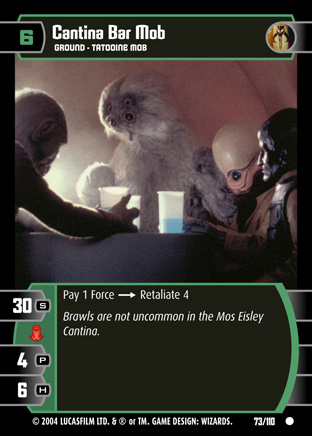 6 Cantina Bar Mob
GROUND - TATOOINE MOB
30 S
Pay 1 Force → Retaliate 4
Brawls are not uncommon in the Mos Eisley
Cantina.
4 P
6 H
© 2004 LUCASFILM LTD. & ® or TM. GAME DESIGN: WIZARDS. 73/110